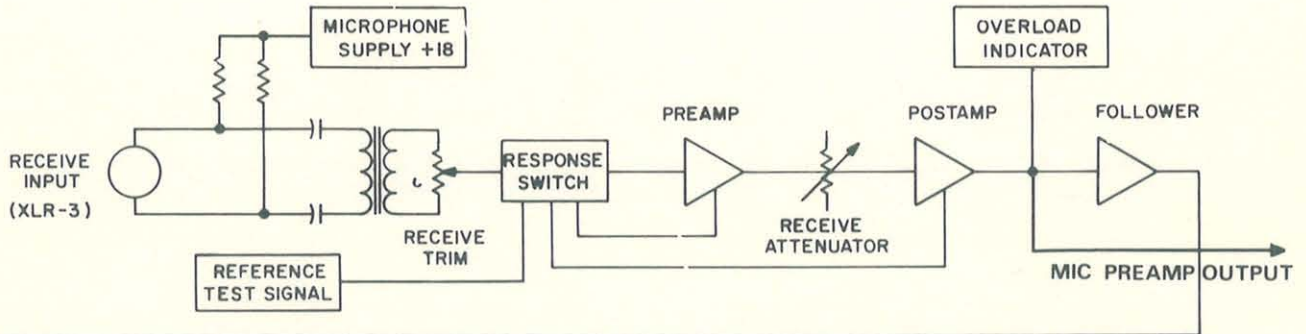 MICROPHONE
SUPPLY +18
OVERLOAD
INDICATOR
PREAMP
POSTAMP
FOLLOWER
RECEIVE
INPUT
(XLR-3)
RESPONSE
SWITCH
RECEIVE
TRIM
RECEIVE
ATTENUATOR
REFERENCE
TEST SIGNAL
MIC PREAMP OUTPUT